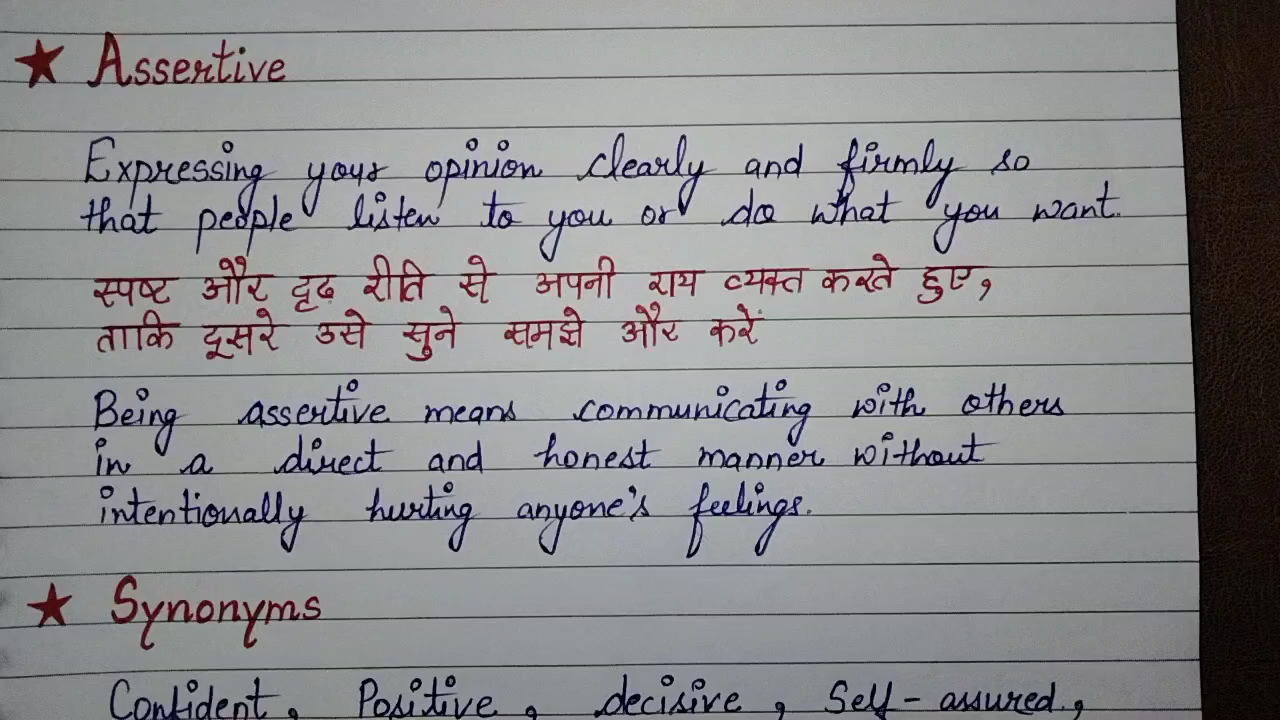 ★ Assertive
Expressing your opinion clearly and firmly so
that people listen to you or do what you want.
स्पष्ट और दृढ़ रीति से अपनी राय व्यक्त करते हुए,
ताकि दूसरे उसे सुने समझे और करें
Being assertive means communicating with others
in a direct and honest manner without
intentionally hurting anyone's feelings.
★ Synonyms
Confident, Positive, decisive, Self-assured,